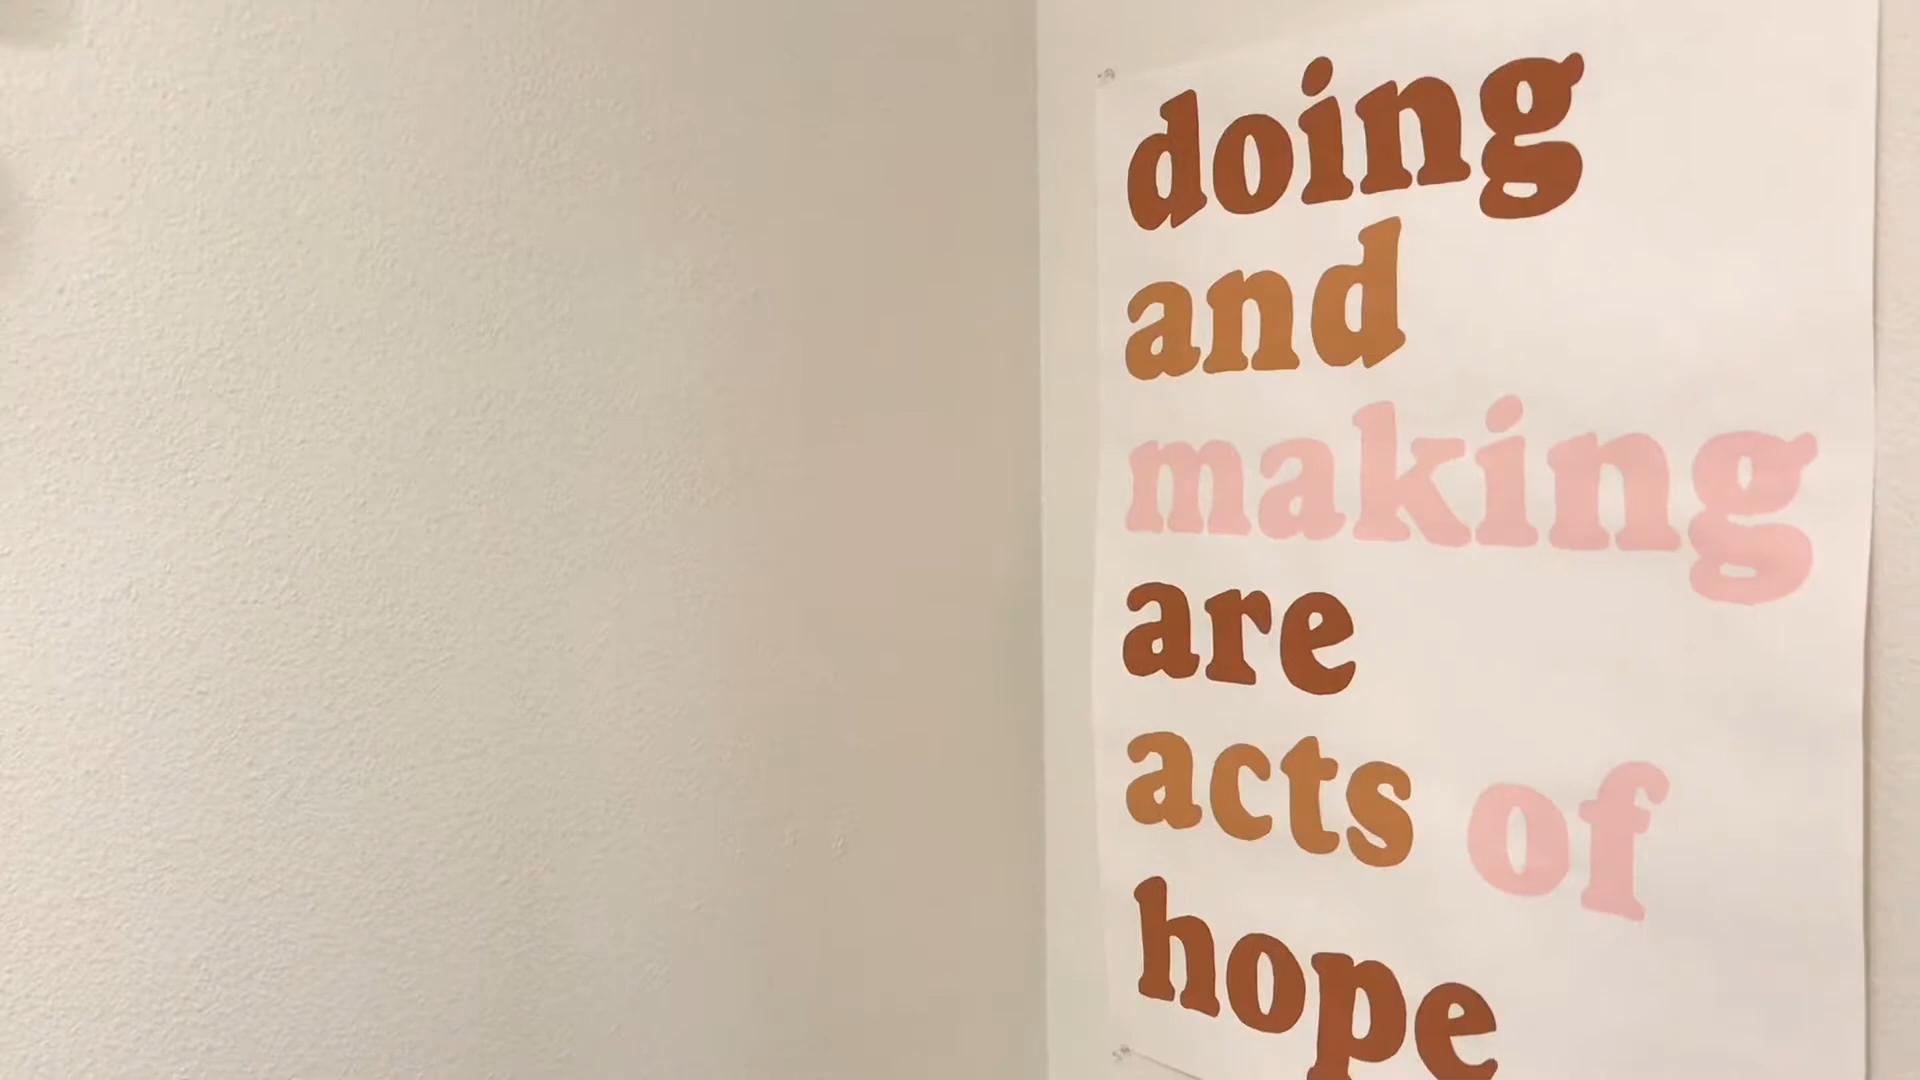 doing
and
making
are
acts of
hope